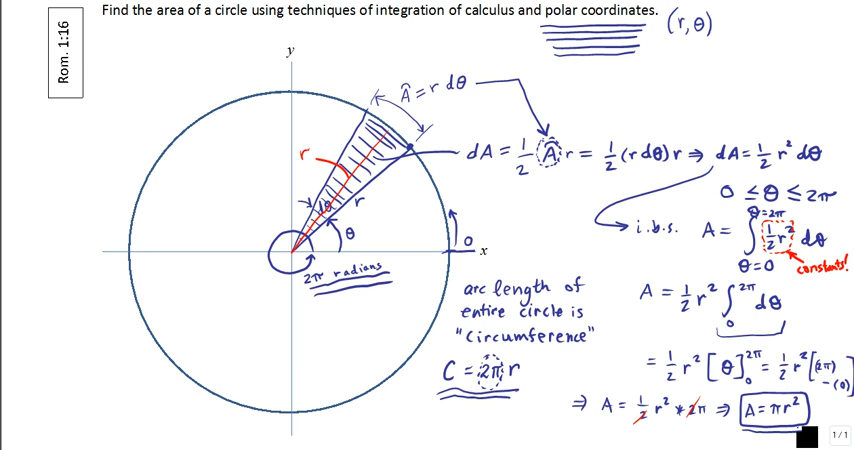 Find the area of a circle using techniques of integration of calculus and polar coordinates. (r, θ)
Rom. 1:16
y
Â = r dθ
r
dA = 1/2 Â r = 1/2 (r dθ) r ⇒ dA = 1/2 r² dθ
dθ
r
θ
0
x
2π radians
0 ≤ θ ≤ 2π
i.b.s. A = ∫ 1/2 r² dθ
θ=2π
θ=0
constants!
arc length of
entire circle is
"circumference"
C = 2π r
A = 1/2 r² ∫ dθ
2π
0
= 1/2 r² [θ]₀^2π = 1/2 r² [(2π)
-(0)]
⇒ A = 1/2 r² * 2π ⇒ A = πr²
1/1